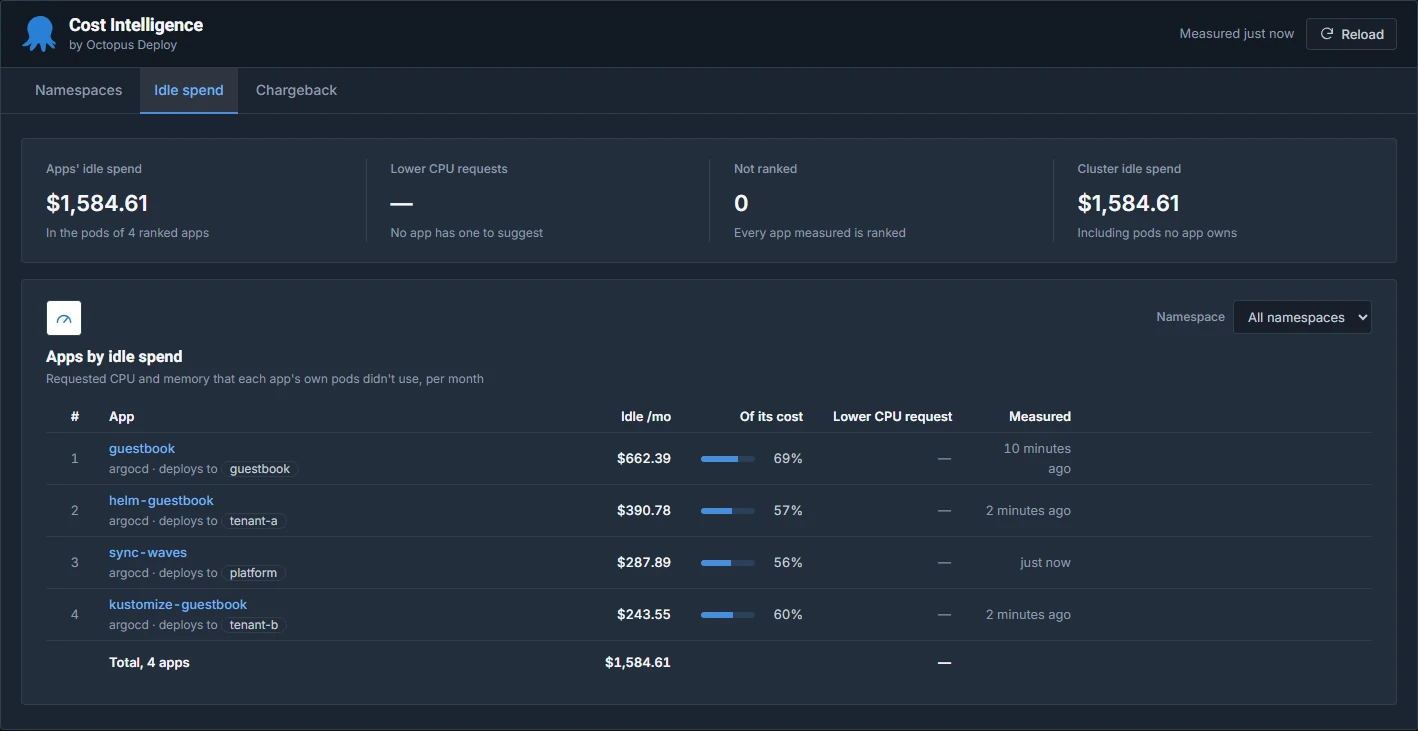 Cost Intelligence
by Octopus Deploy
Measured just now
Reload
Namespaces
Idle spend
Chargeback
Apps' idle spend
$1,584.61
In the pods of 4 ranked apps
Lower CPU requests
—
No app has one to suggest
Not ranked
0
Every app measured is ranked
Cluster idle spend
$1,584.61
Including pods no app owns
Namespace
All namespaces
Apps by idle spend
Requested CPU and memory that each app's own pods didn't use, per month
# App Idle /mo Of its cost Lower CPU request Measured
1 guestbook $662.39 69% — 10 minutes ago
argocd · deploys to guestbook
2 helm-guestbook $390.78 57% — 2 minutes ago
argocd · deploys to tenant-a
3 sync-waves $287.89 56% — just now
argocd · deploys to platform
4 kustomize-guestbook $243.55 60% — 2 minutes ago
argocd · deploys to tenant-b
Total, 4 apps $1,584.61 —